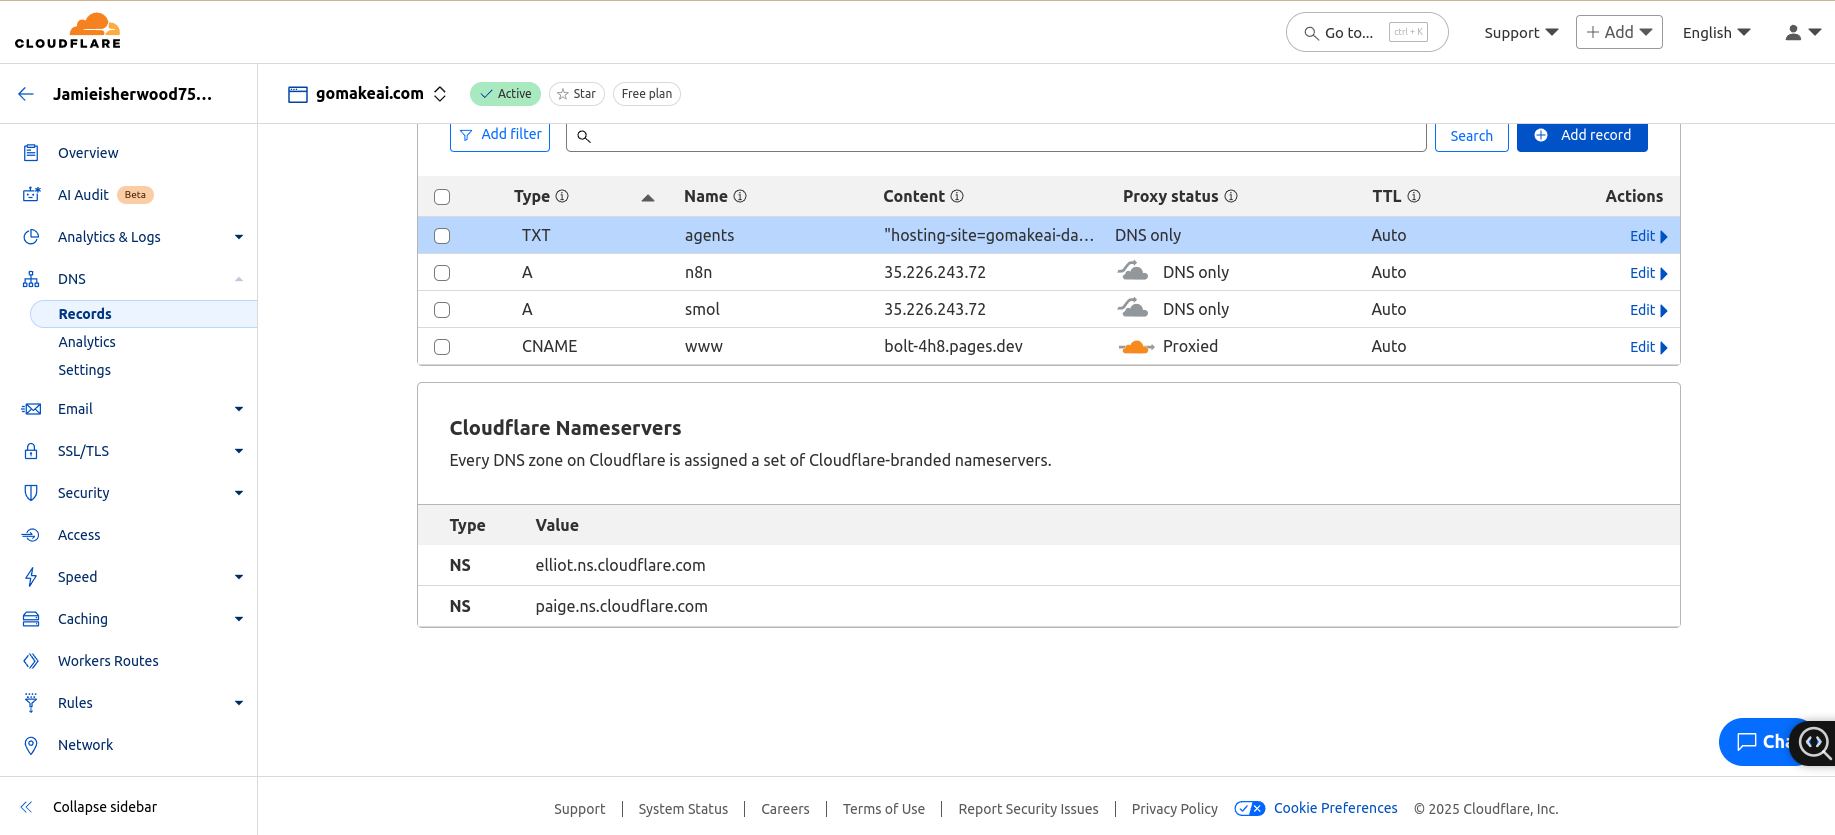 CLOUDFLARE
Go to... ctrl + K
Support
Add
English
Jamieisherwood75...
gomakeai.com
Active
Star
Free plan
Overview
AI Audit Beta
Analytics & Logs
DNS
Records
Analytics
Settings
Email
SSL/TLS
Security
Access
Speed
Caching
Workers Routes
Rules
Network
Collapse sidebar
Add filter
Search
Add record
Type Name Content Proxy status TTL Actions
TXT agents "hosting-site=gomakeai-da... DNS only Auto Edit
A n8n 35.226.243.72 DNS only Auto Edit
A smol 35.226.243.72 DNS only Auto Edit
CNAME www bolt-4h8.pages.dev Proxied Auto Edit
Cloudflare Nameservers
Every DNS zone on Cloudflare is assigned a set of Cloudflare-branded nameservers.
Type Value
NS elliot.ns.cloudflare.com
NS paige.ns.cloudflare.com
Support | System Status | Careers | Terms of Use | Report Security Issues | Privacy Policy Cookie Preferences © 2025 Cloudflare, Inc.